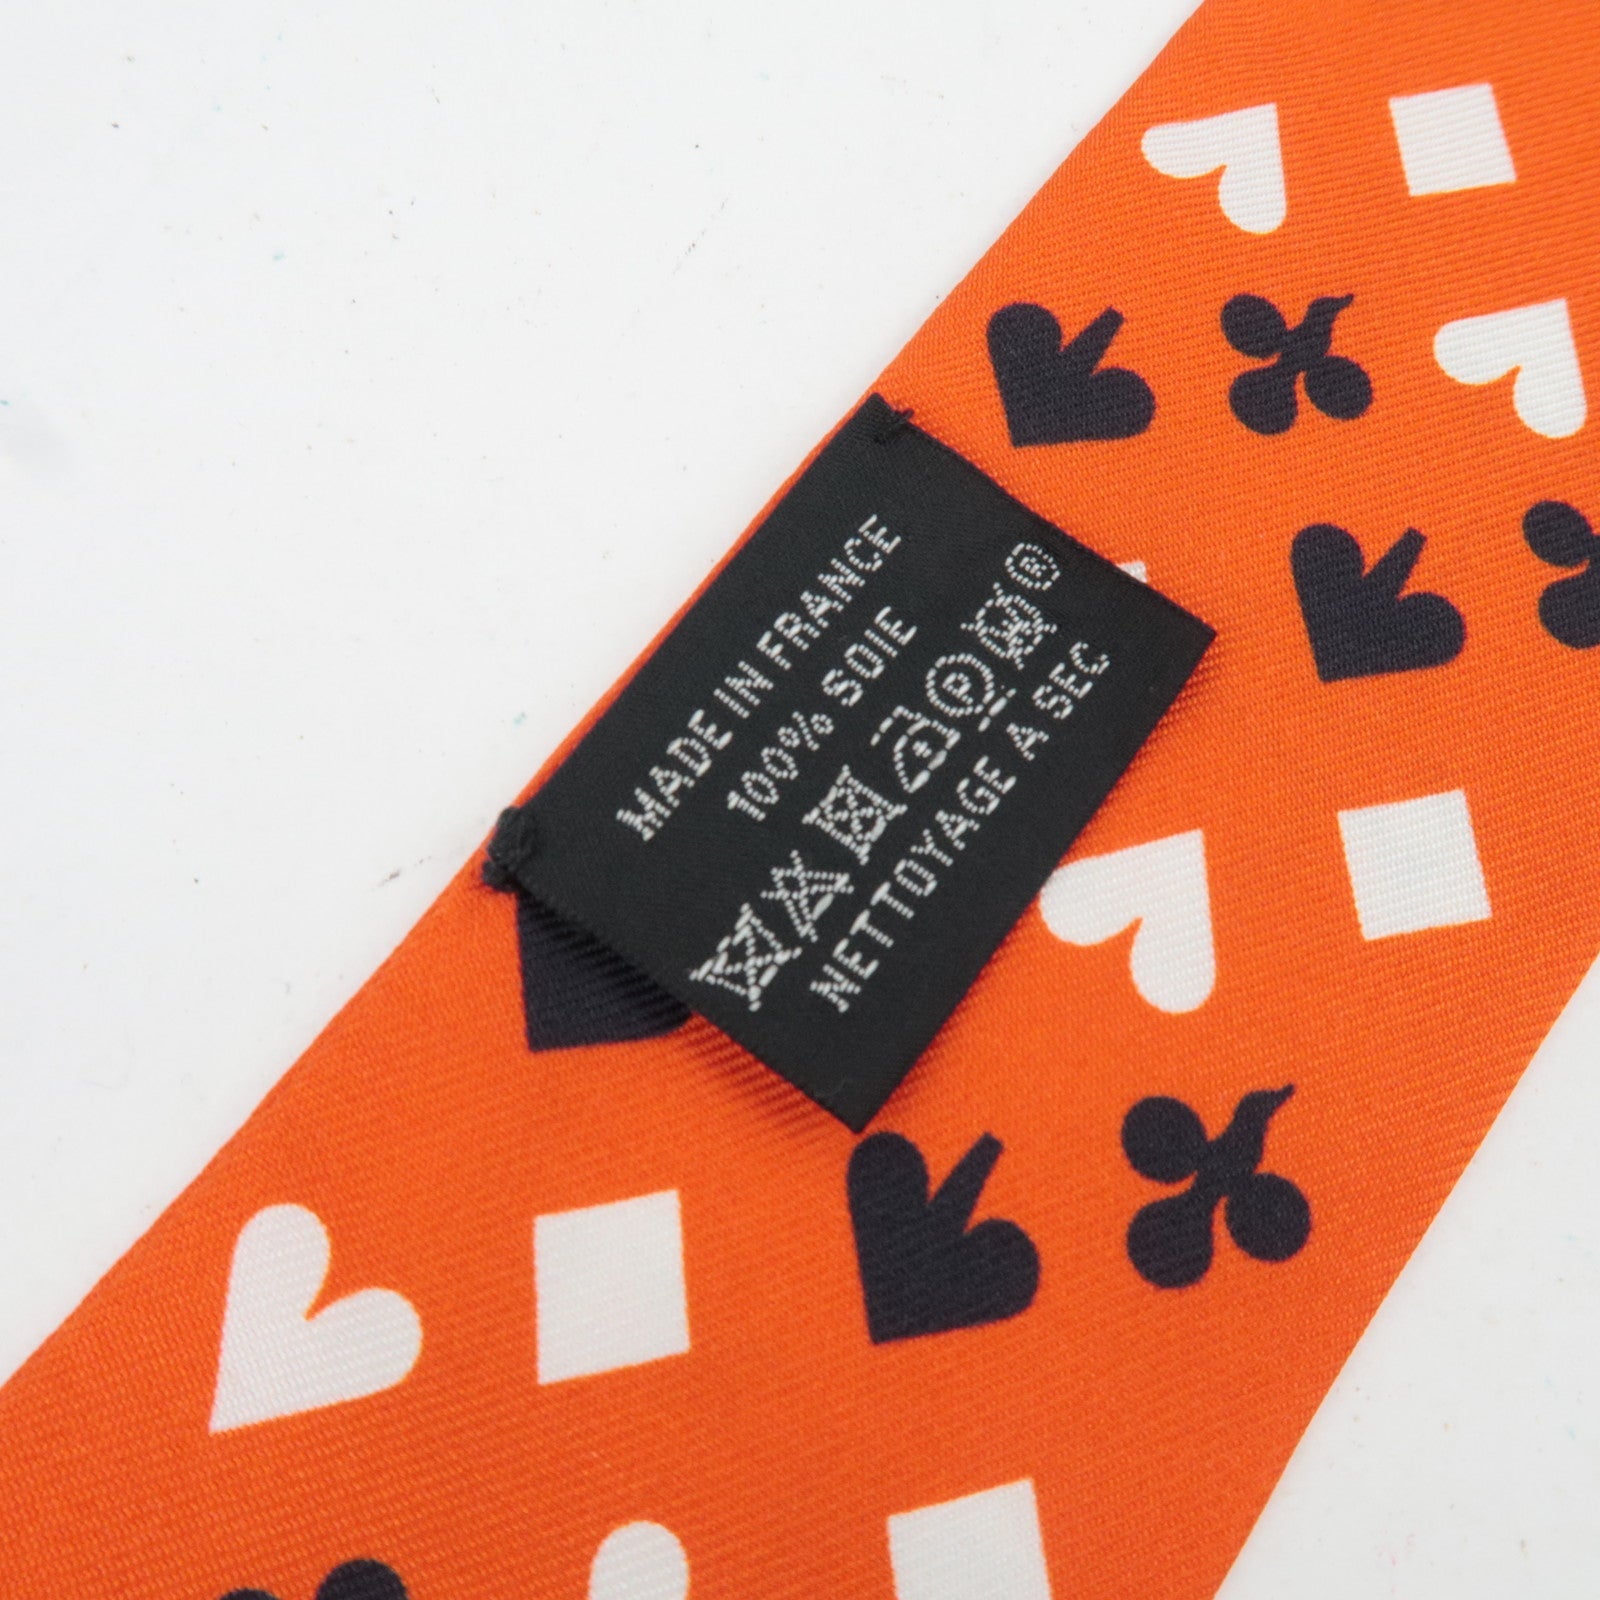 MADE IN FRANCE
100% SOIE
P ®
NETTOYAGE A SEC